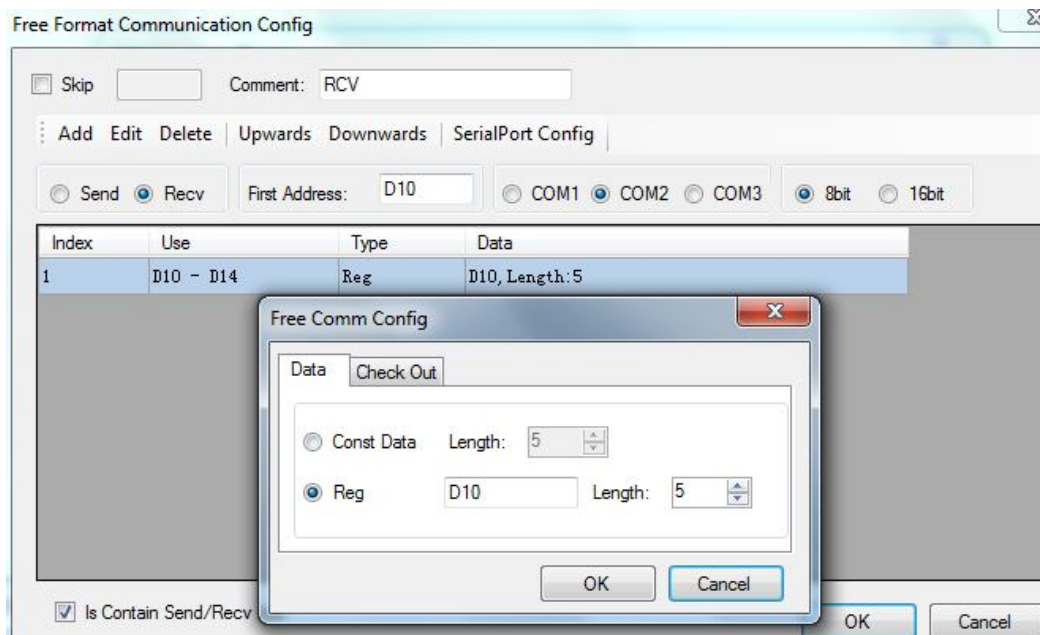 Free Format Communication Config
Skip Comment: RCV
Add Edit Delete Upwards Downwards SerialPort Config
Send Recv First Address: D10 COM1 COM2 COM3 8bit 16bit
Index Use Type Data
1 D10 - D14 Reg D10, Length:5
Free Comm Config
Data Check Out
Const Data Length: 5
Reg D10 Length: 5
OK Cancel
Is Contain Send/Recv
OK Cancel